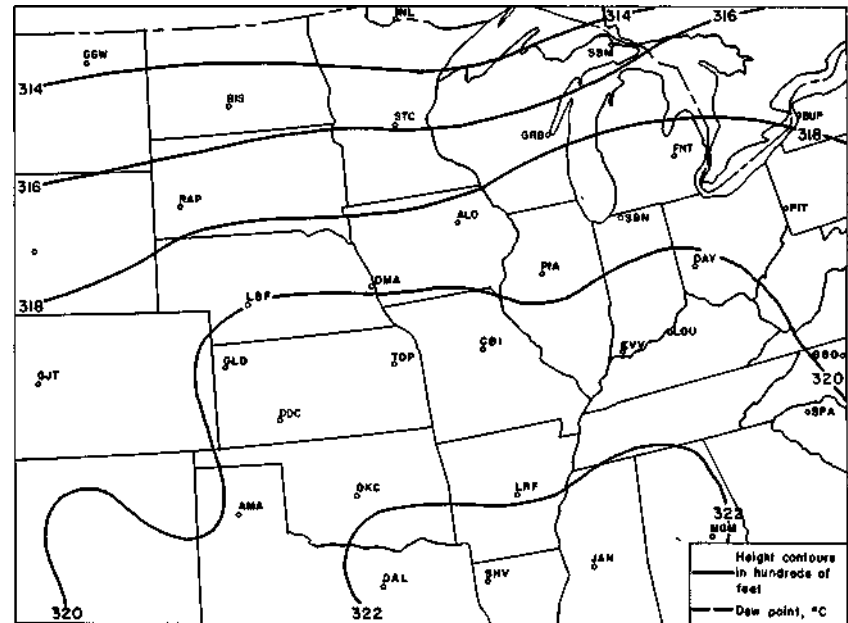 314
316
INL
SSM
GGW
314
BIS
STC
GRB
BUF
318
FNT
316
RAP
ALO
SBN
PIT
PIA
DAY
OMA
LBF
318
CBI
EVV
LOU
GSO
GLD
TOP
GJT
320
SPA
DDC
OKC
LRF
AMA
322
MGM
JAN
DAL
SHV
320
322
Height contours
in hundreds of
feet
Dew point, °C